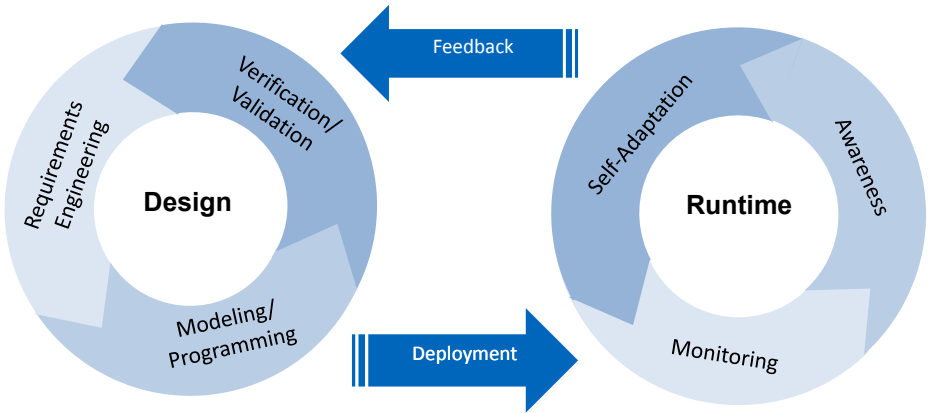 Feedback
Verification/
Validation
Requirements
Engineering
Design
Modeling/
Programming
Self-Adaptation
Awareness
Runtime
Monitoring
Deployment